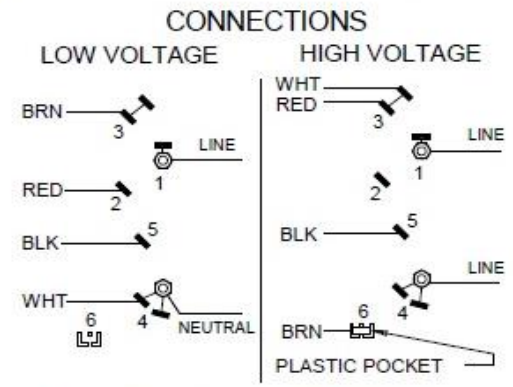 CONNECTIONS
LOW VOLTAGE
BRN
3
LINE
1
RED
2
BLK
5
WHT
4
6
NEUTRAL
HIGH VOLTAGE
WHT
RED
3
LINE
1
2
BLK
5
LINE
4
6
BRN
PLASTIC POCKET